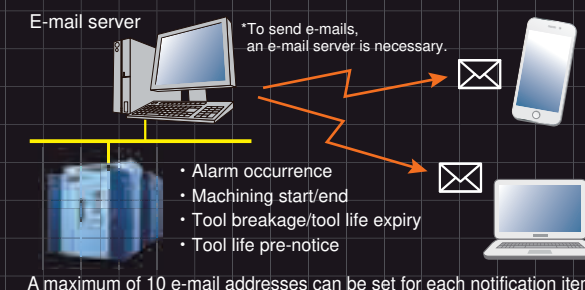 E-mail server
*To send e-mails,
an e-mail server is necessary.
・Alarm occurrence
・Machining start/end
・Tool breakage/tool life expiry
・Tool life pre-notice
A maximum of 10 e-mail addresses can be set for each notification